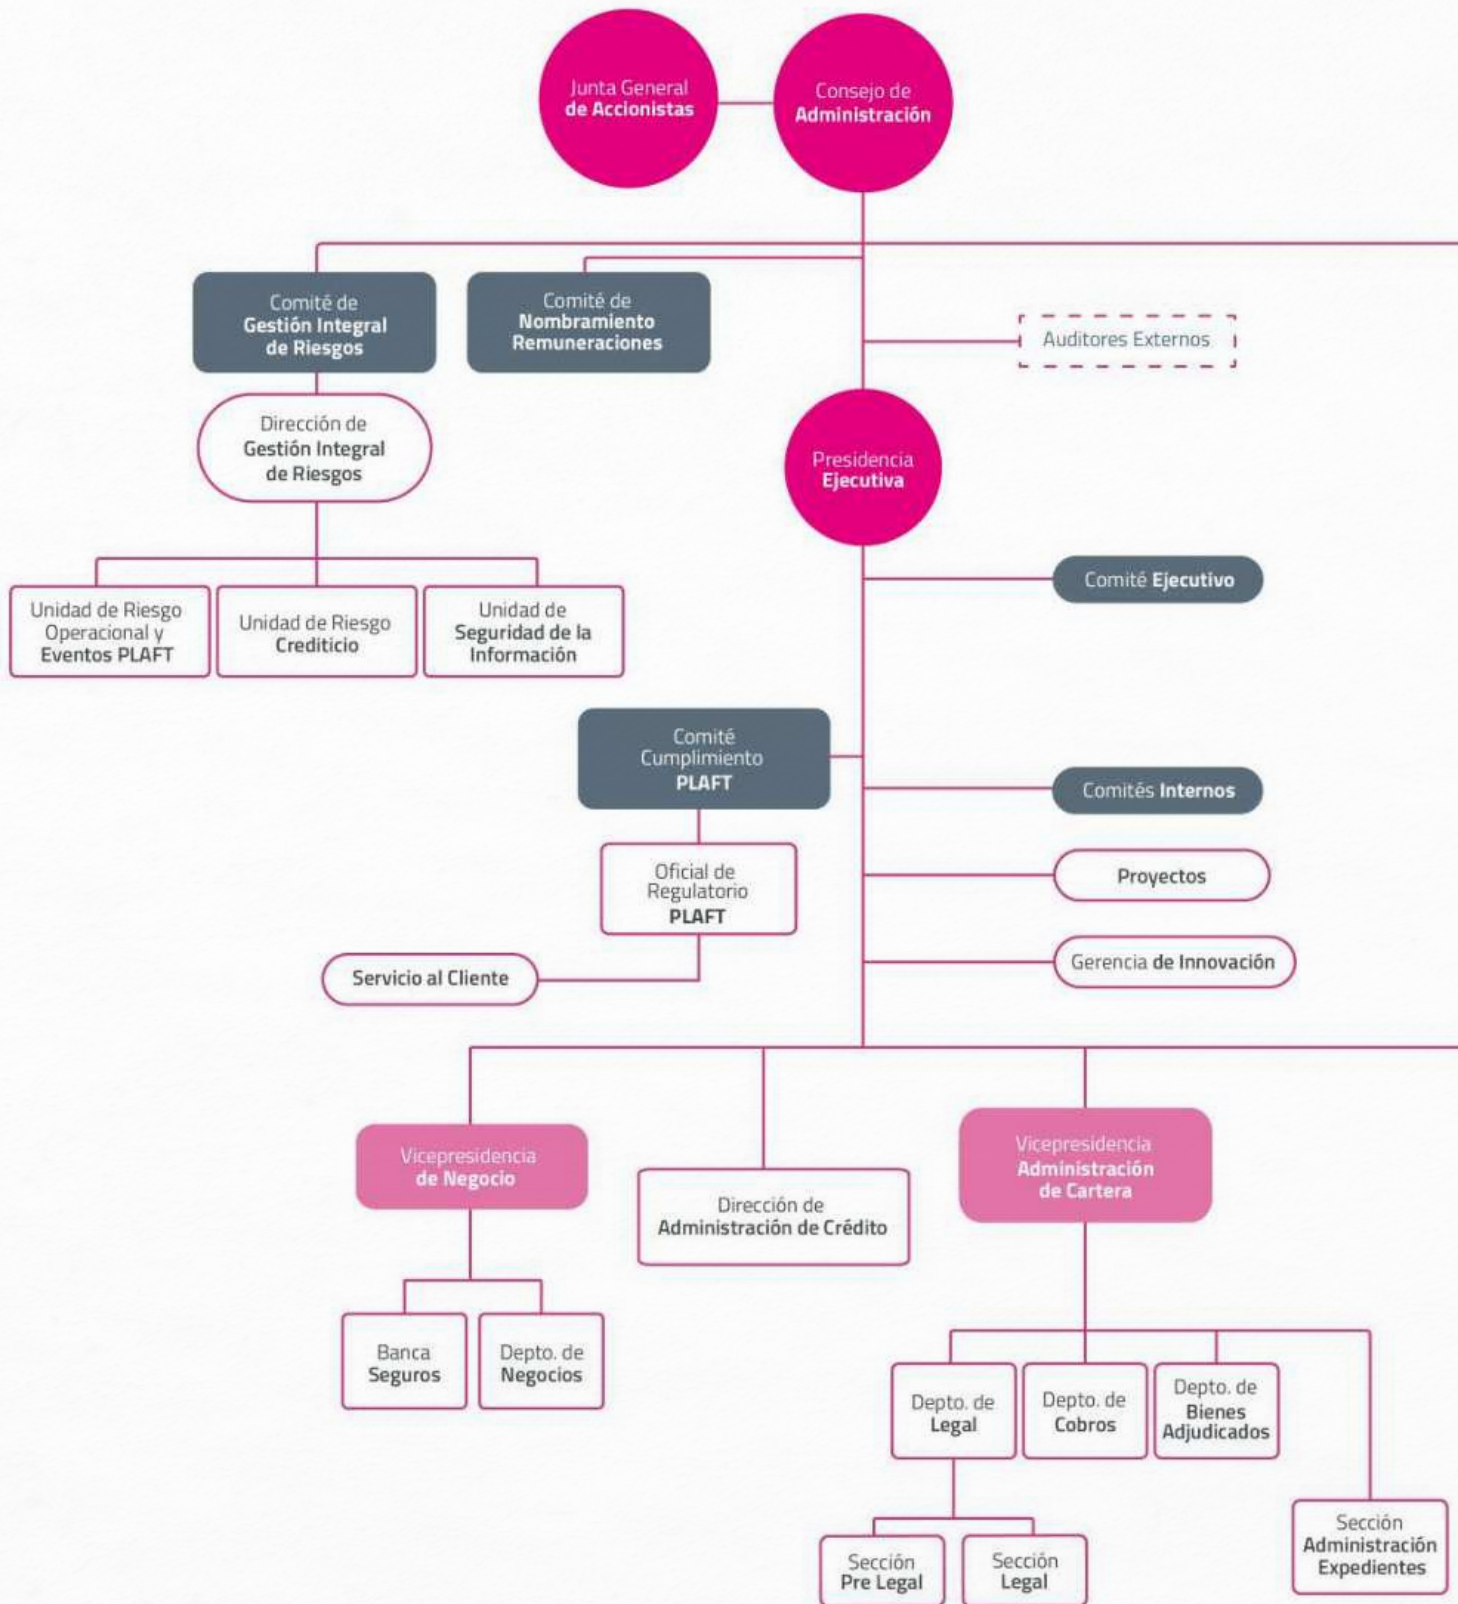 Junta General
de Accionistas
Consejo de
Administración
Comité de
Gestión Integral
de Riesgos
Comité de
Nombramiento
Remuneraciones
Auditores Externos
Dirección de
Gestión Integral
de Riesgos
Presidencia
Ejecutiva
Unidad de Riesgo
Operacional y
Eventos PLAFT
Unidad de Riesgo
Crediticio
Unidad de
Seguridad de la
Información
Comité Ejecutivo
Comité
Cumplimiento
PLAFT
Comités Internos
Oficial de
Regulatorio
PLAFT
Proyectos
Servicio al Cliente
Gerencia de Innovación
Vicepresidencia
de Negocio
Dirección de
Administración de Crédito
Vicepresidencia
Administración
de Cartera
Banca
Seguros
Depto. de
Negocios
Depto. de
Legal
Depto. de
Cobros
Depto. de
Bienes
Adjudicados
Sección
Pre Legal
Sección
Legal
Sección
Administración
Expedientes